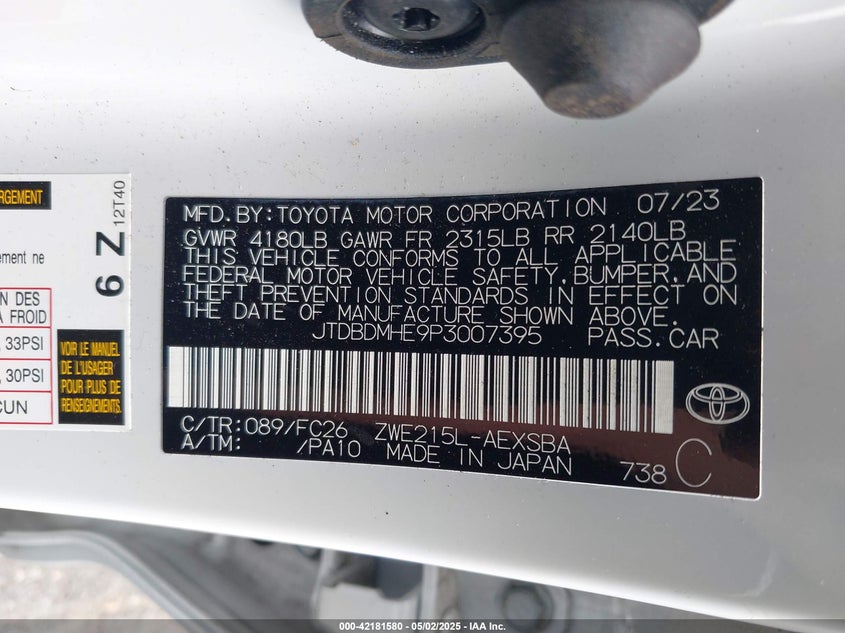 MFD. BY: TOYOTA MOTOR CORPORATION 07/23
GVWR 4180LB GAWR FR 2315LB RR 2140LB
THIS VEHICLE CONFORMS TO ALL APPLICABLE
FEDERAL MOTOR VEHICLE SAFETY, BUMPER, AND
THEFT PREVENTION STANDARDS IN EFFECT ON
THE DATE OF MANUFACTURE SHOWN ABOVE.
JTDBDMHE9P3007395 PASS. CAR
C/TR: 089/FC26 ZWE215L-AEXSBA
A/TM: /PA10 MADE IN JAPAN 738 C
6 Z
12T40
ement ne
N DES
A FROID
, 33PSI
, 30PSI
CUN
VOIR LE MANUEL
DE L'USAGER
POUR PLUS DE
RENSEIGNEMENTS.
000-42181580 - 05/02/2025 - IAA Inc.